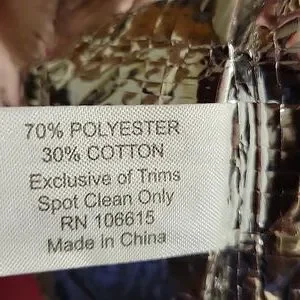 70% POLYESTER
30% COTTON
Exclusive of Trims
Spot Clean Only
RN 106615
Made in China